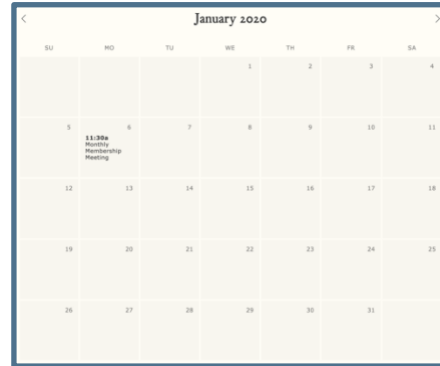 January 2020
SU MO TU WE TH FR SA
1 2 3 4
5 6 7 8 9 10 11
11:30a
Monthly
Membership
Meeting
12 13 14 15 16 17 18
19 20 21 22 23 24 25
26 27 28 29 30 31